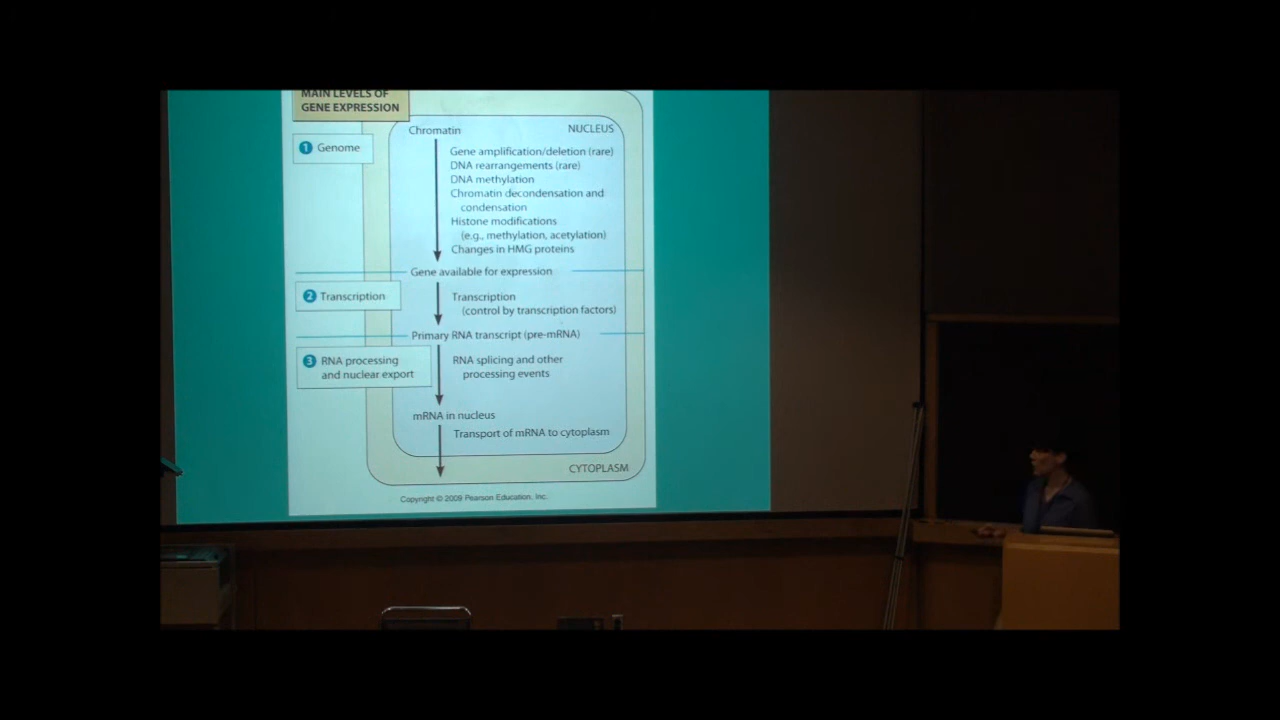 MAIN LEVELS OF
GENE EXPRESSION
Chromatin
NUCLEUS
1 Genome
Gene amplification/deletion (rare)
DNA rearrangements (rare)
DNA methylation
Chromatin decondensation and
condensation
Histone modifications
(e.g., methylation, acetylation)
Changes in HMG proteins
Gene available for expression
2 Transcription
Transcription
(control by transcription factors)
Primary RNA transcript (pre-mRNA)
3 RNA processing
and nuclear export
RNA splicing and other
processing events
mRNA in nucleus
Transport of mRNA to cytoplasm
CYTOPLASM
Copyright © 2009 Pearson Education, Inc.